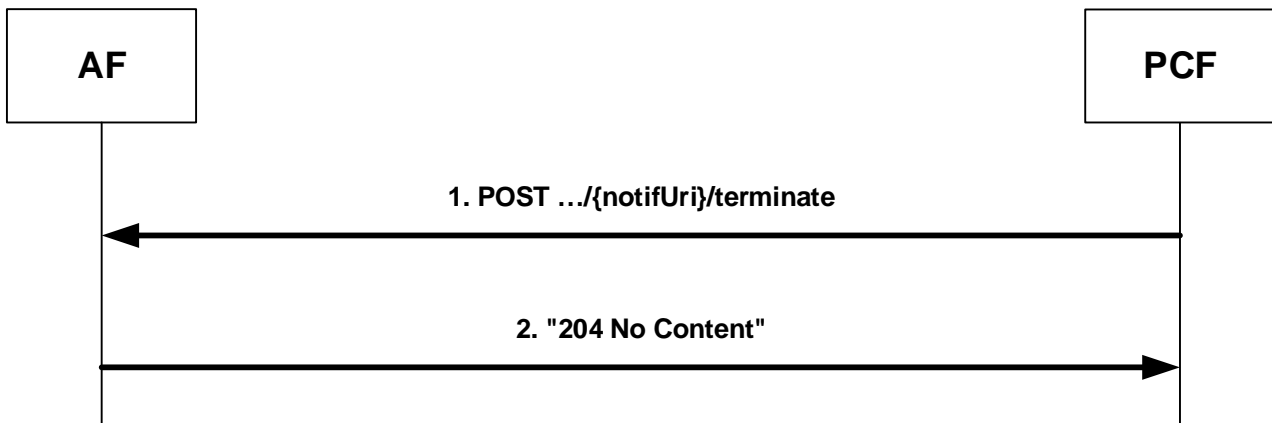 AF
PCF
1. POST …/{notifUri}/terminate
2. "204 No Content"